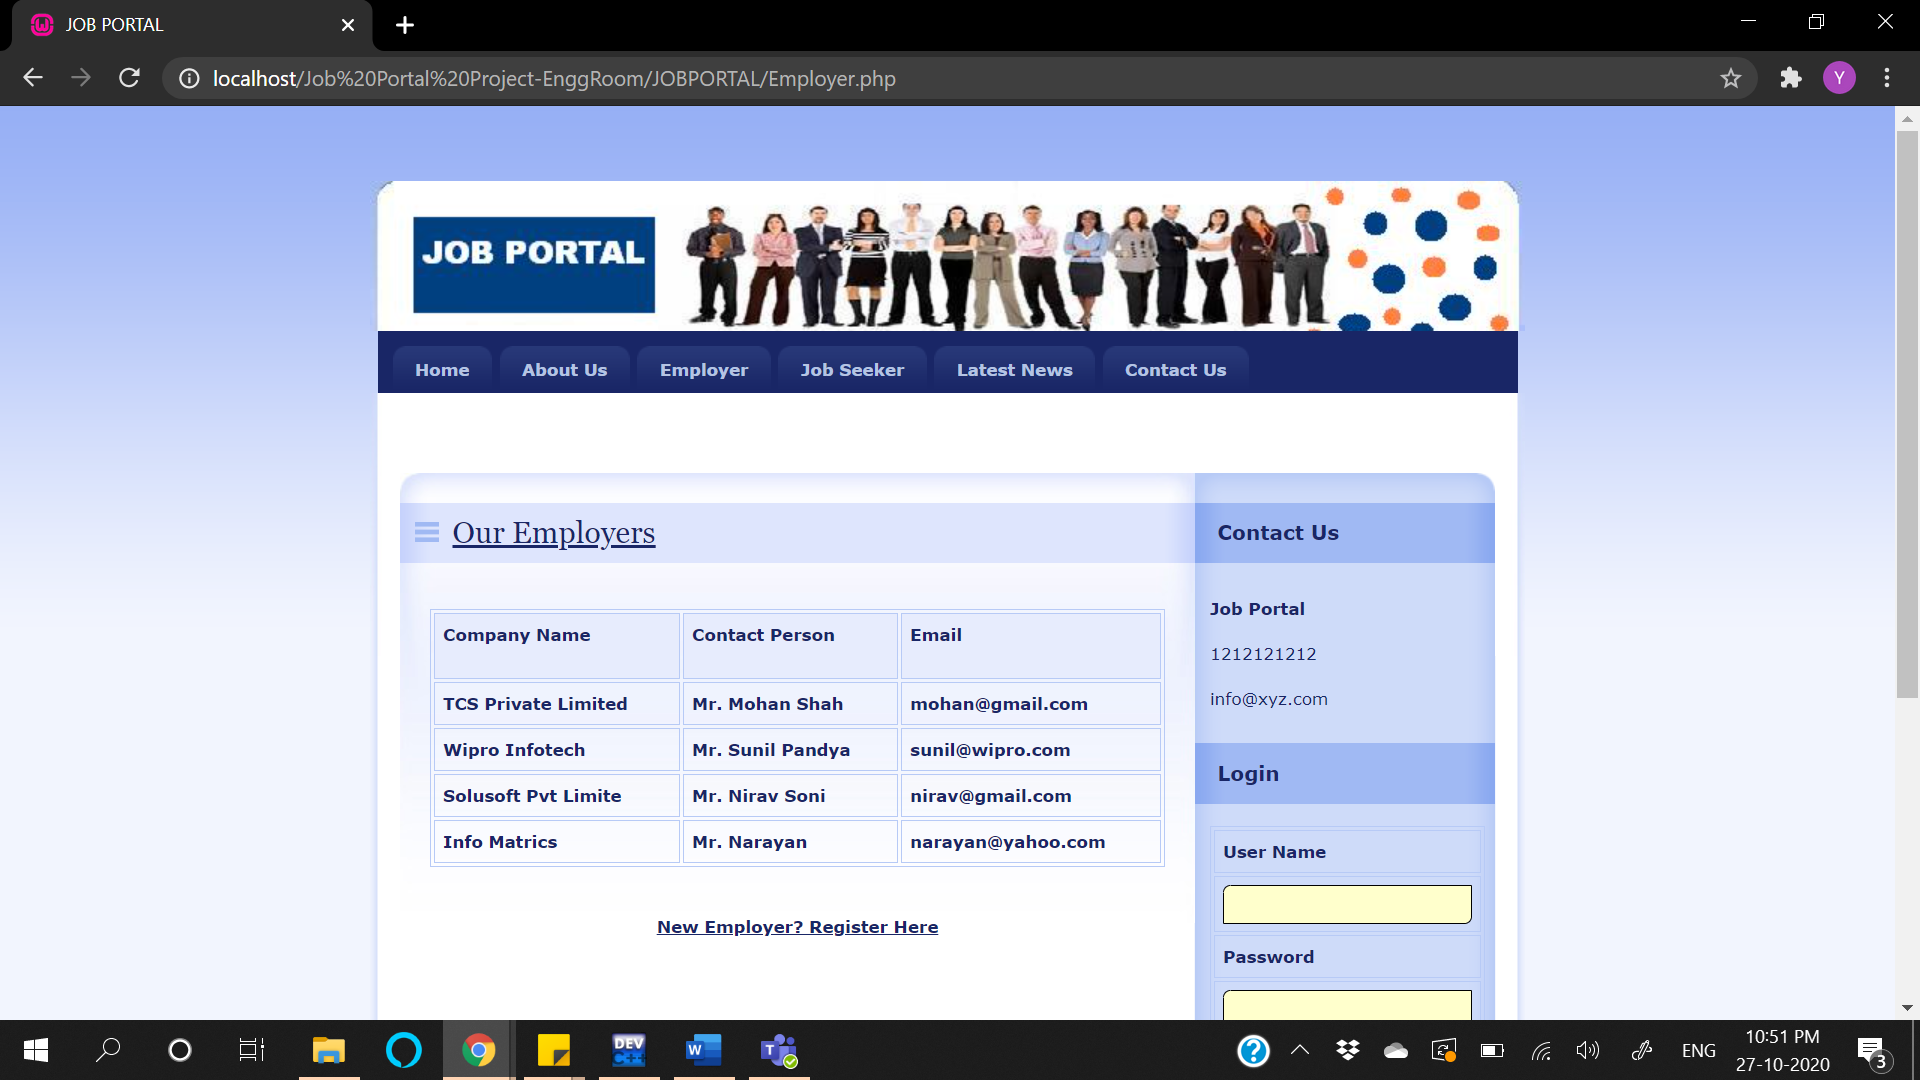 JOB PORTAL
localhost/Job%20Portal%20Project-EnggRoom/JOBPORTAL/Employer.php
Y
JOB PORTAL
Home About Us Employer Job Seeker Latest News Contact Us
Our Employers
Company Name Contact Person Email
TCS Private Limited Mr. Mohan Shah mohan@gmail.com
Wipro Infotech Mr. Sunil Pandya sunil@wipro.com
Solusoft Pvt Limite Mr. Nirav Soni nirav@gmail.com
Info Matrics Mr. Narayan narayan@yahoo.com
New Employer? Register Here
Contact Us
Job Portal
1212121212
info@xyz.com
Login
User Name
Password
DEV C++
W
T
ENG
10:51 PM
27-10-2020
3